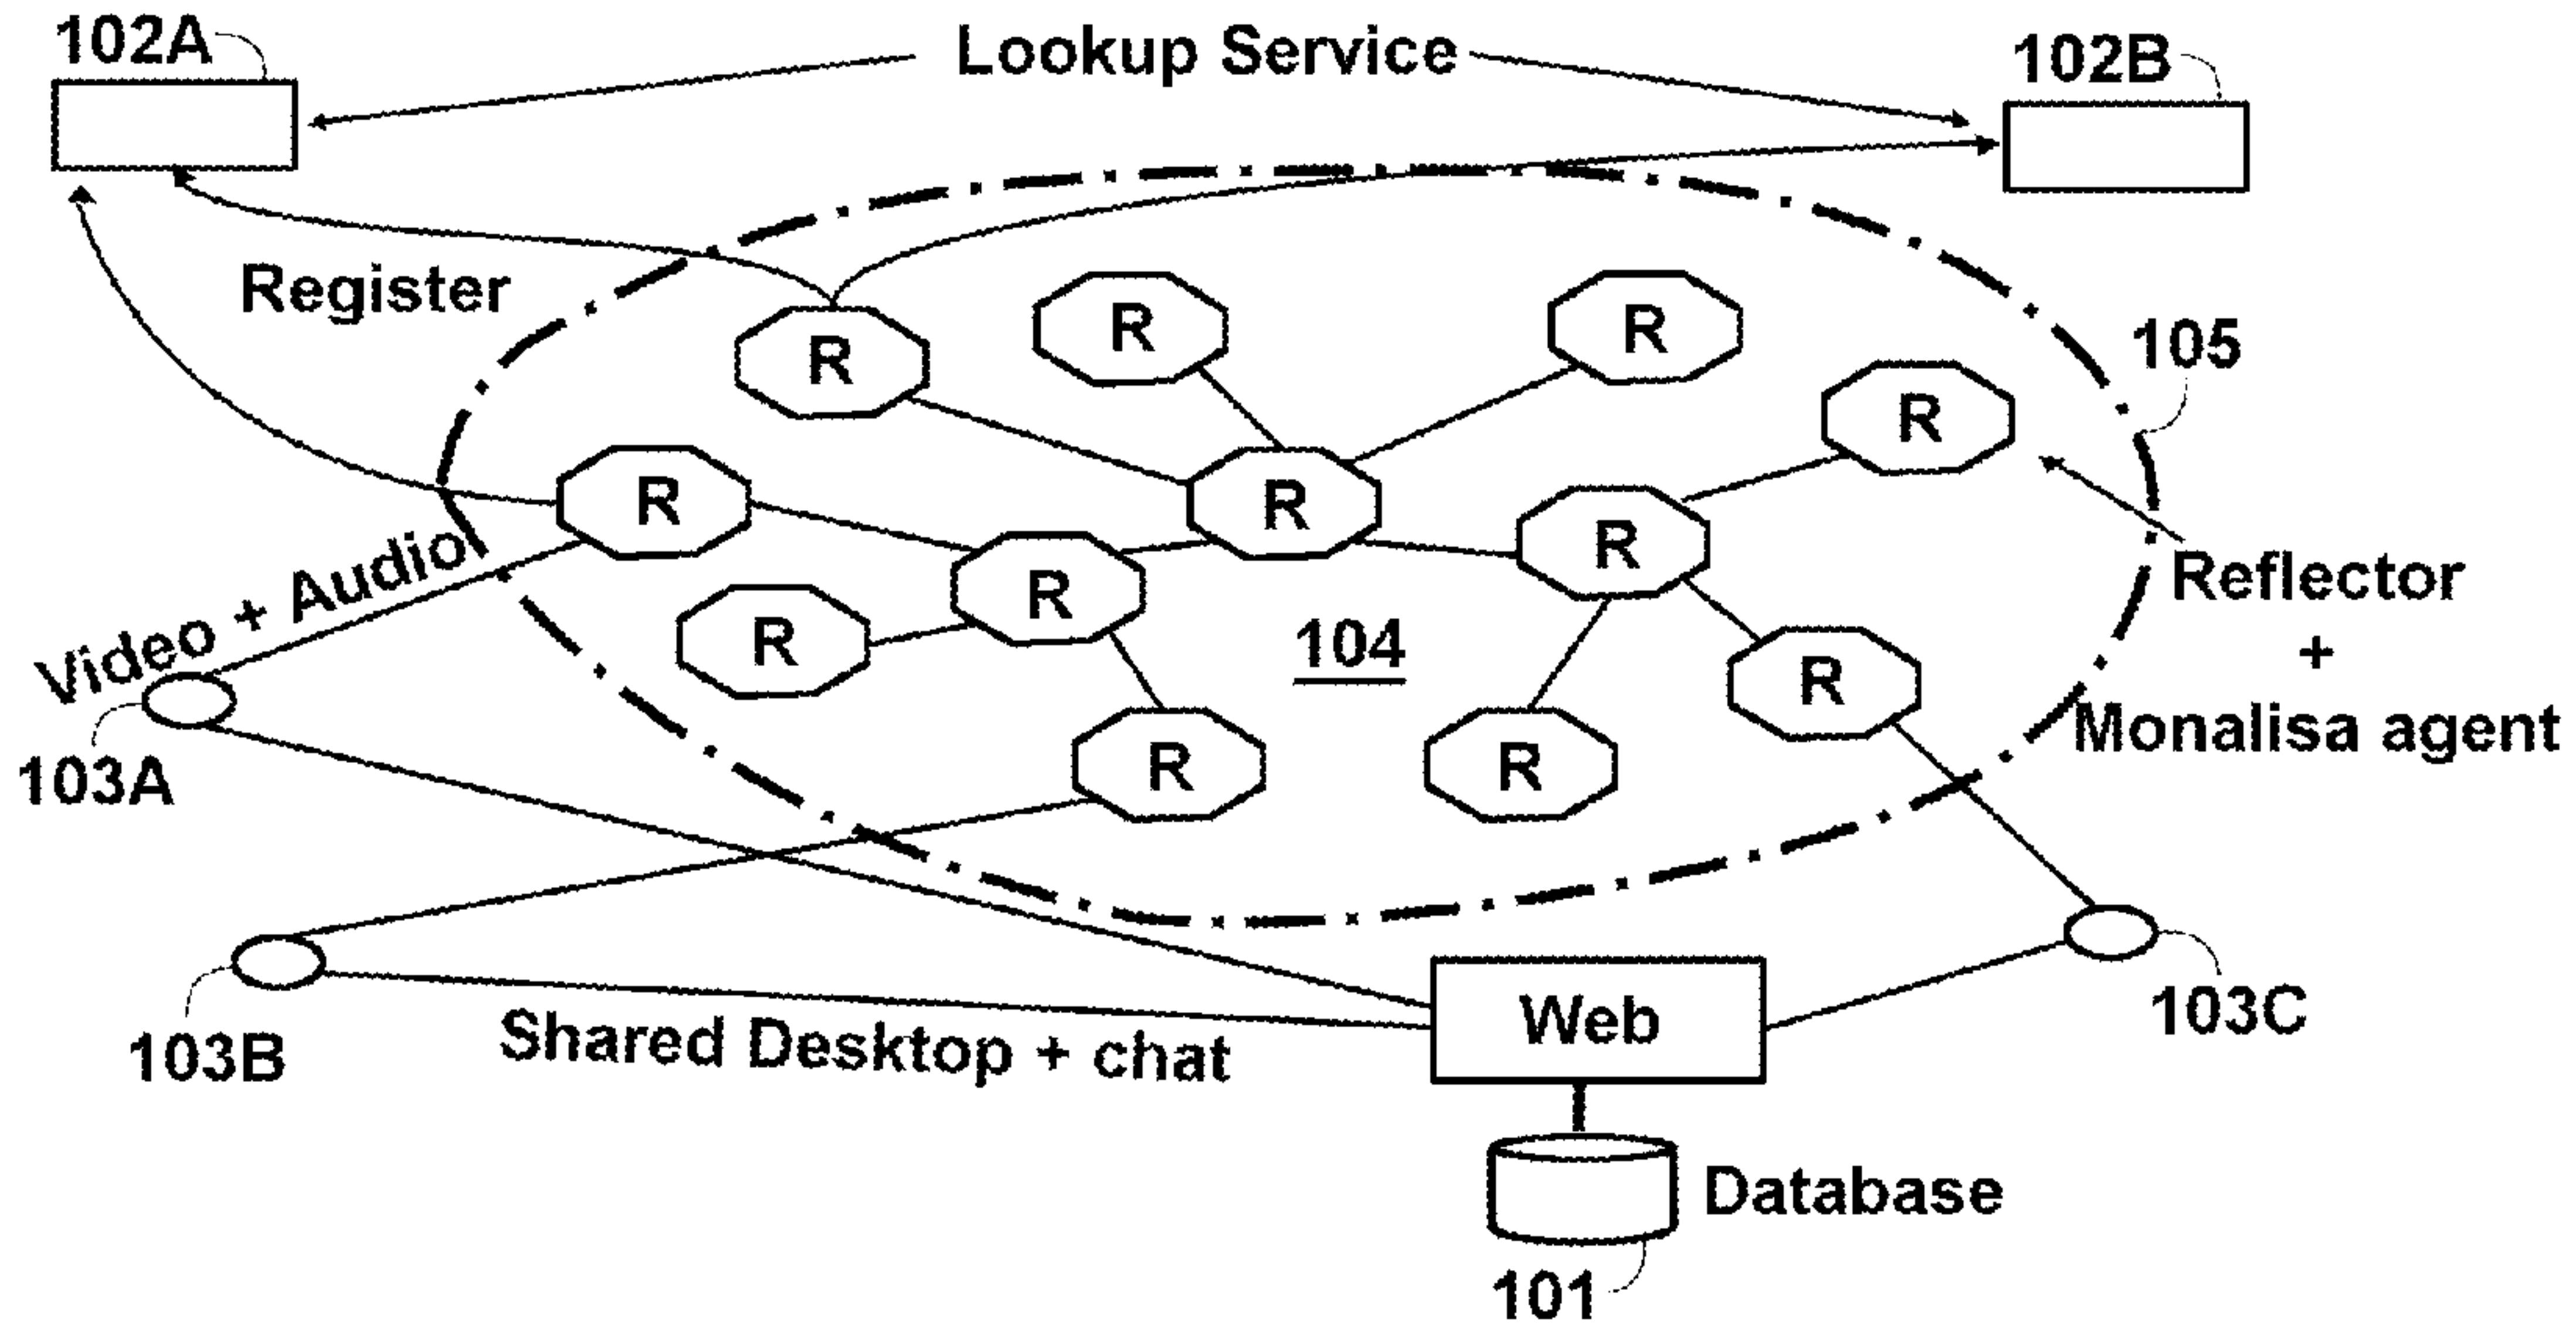 102A
Lookup Service
102B
Register
R
R
R
R
105
R
R
R
R
Video + Audio
R
R
104
R
Reflector
+
Monalisa agent
R
R
103A
103B
Shared Desktop + chat
Web
103C
Database
101